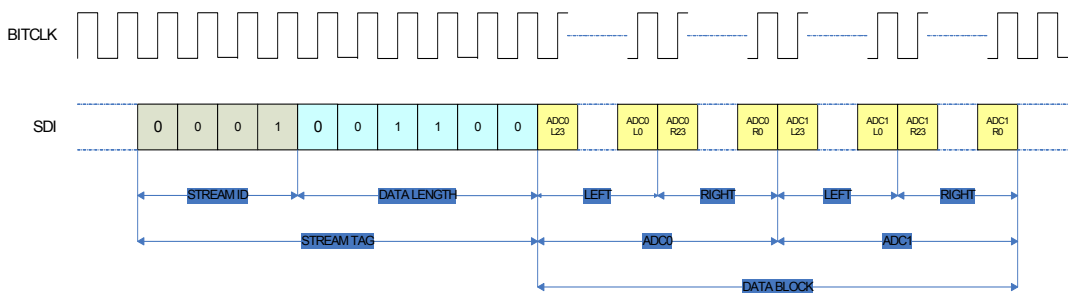 BITCLK
SDI
0 0 0 1 0 0 1 1 0 0
ADC0 L23
ADC0 L0
ADC0 R23
ADC0 R0
ADC1 L23
ADC1 L0
ADC1 R23
ADC1 R0
STREAM ID DATA LENGTH LEFT RIGHT LEFT RIGHT
STREAM TAG ADC0 ADC1
DATA BLOCK